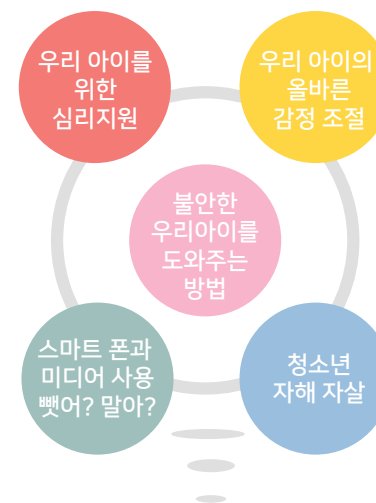 우리 아이를
위한
심리지원
우리 아이의
올바른
감정 조절
불안한
우리아이를
도와주는
방법
스마트 폰과
미디어 사용
뺏어? 말아?
청소년
자해 자살